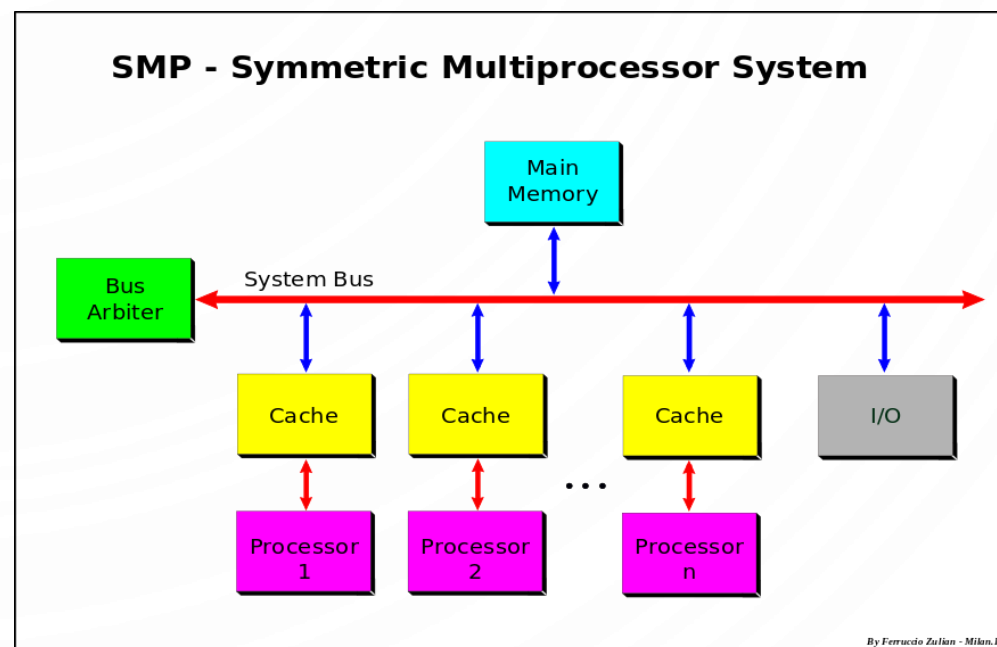 SMP - Symmetric Multiprocessor System
Main
Memory
System Bus
Bus
Arbiter
Cache
Cache
Cache
I/O
...
Processor
1
Processor
2
Processor
n
By Ferruccio Zulian - Milan.